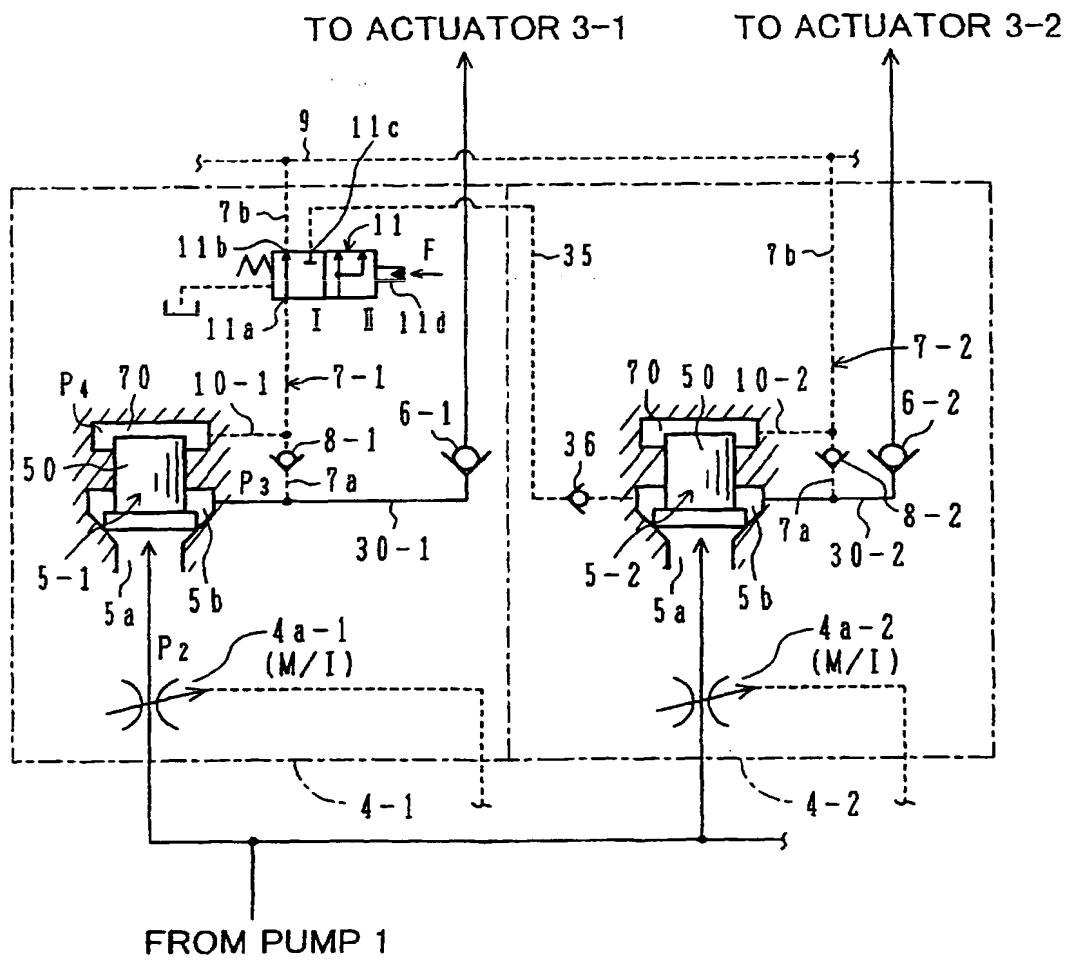 TO ACTUATOR 3-1 TO ACTUATOR 3-2
9 11c
7b 11 F 35 7b
11b
11a I II 11d
P4 70 10-1 7-1 6-1 70 50 10-2 7-2 6-2
50 P3 8-1 36
7a 7a 8-2
5-1 5a 5b 30-1 5-2 5a 5b 30-2
P2 4a-1 4a-2
(M/I) (M/I)
4-1 4-2
FROM PUMP 1